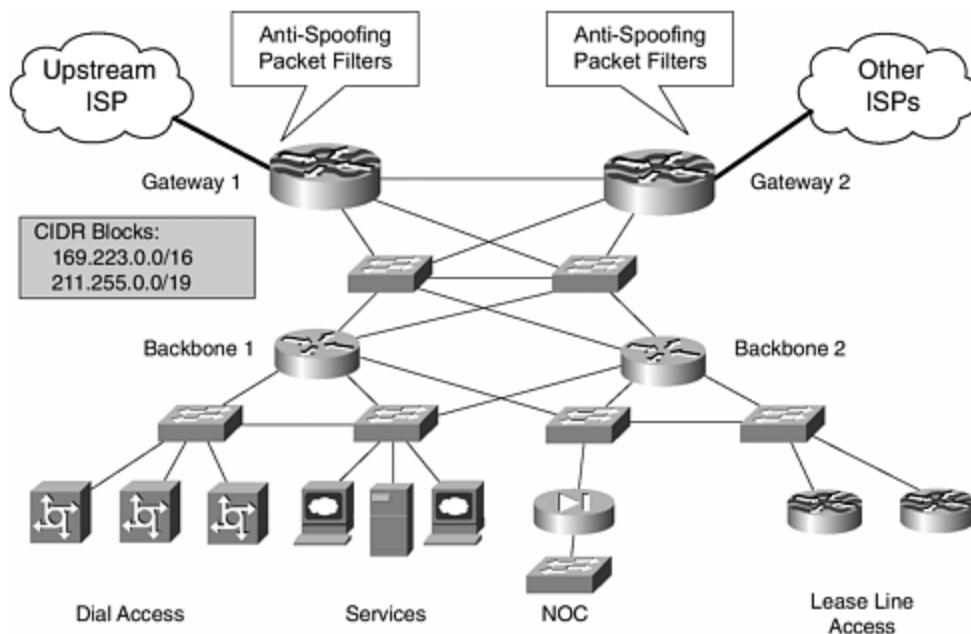 Upstream
ISP
Anti-Spoofing
Packet Filters
Anti-Spoofing
Packet Filters
Other
ISPs
Gateway 1
Gateway 2
CIDR Blocks:
169.223.0.0/16
211.255.0.0/19
Backbone 1
Backbone 2
Dial Access
Services
NOC
Lease Line
Access